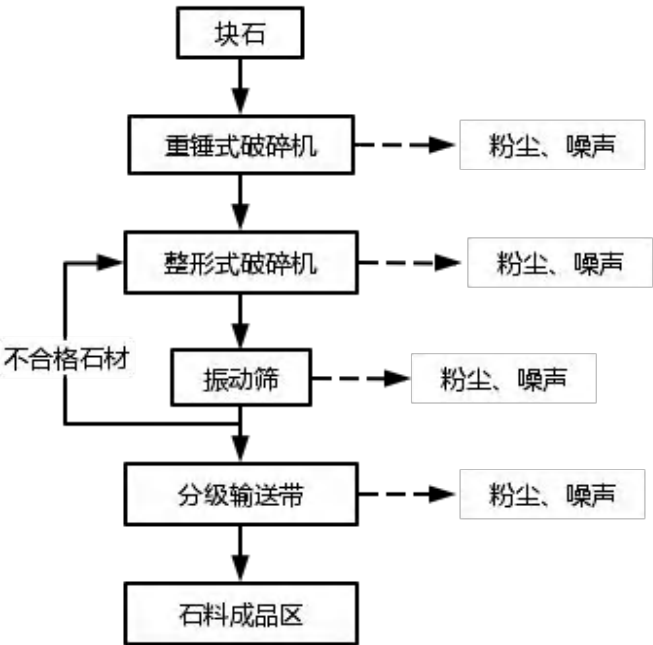 块石
重锤式破碎机
粉尘、噪声
整形式破碎机
粉尘、噪声
不合格石材
振动筛
粉尘、噪声
分级输送带
粉尘、噪声
石料成品区